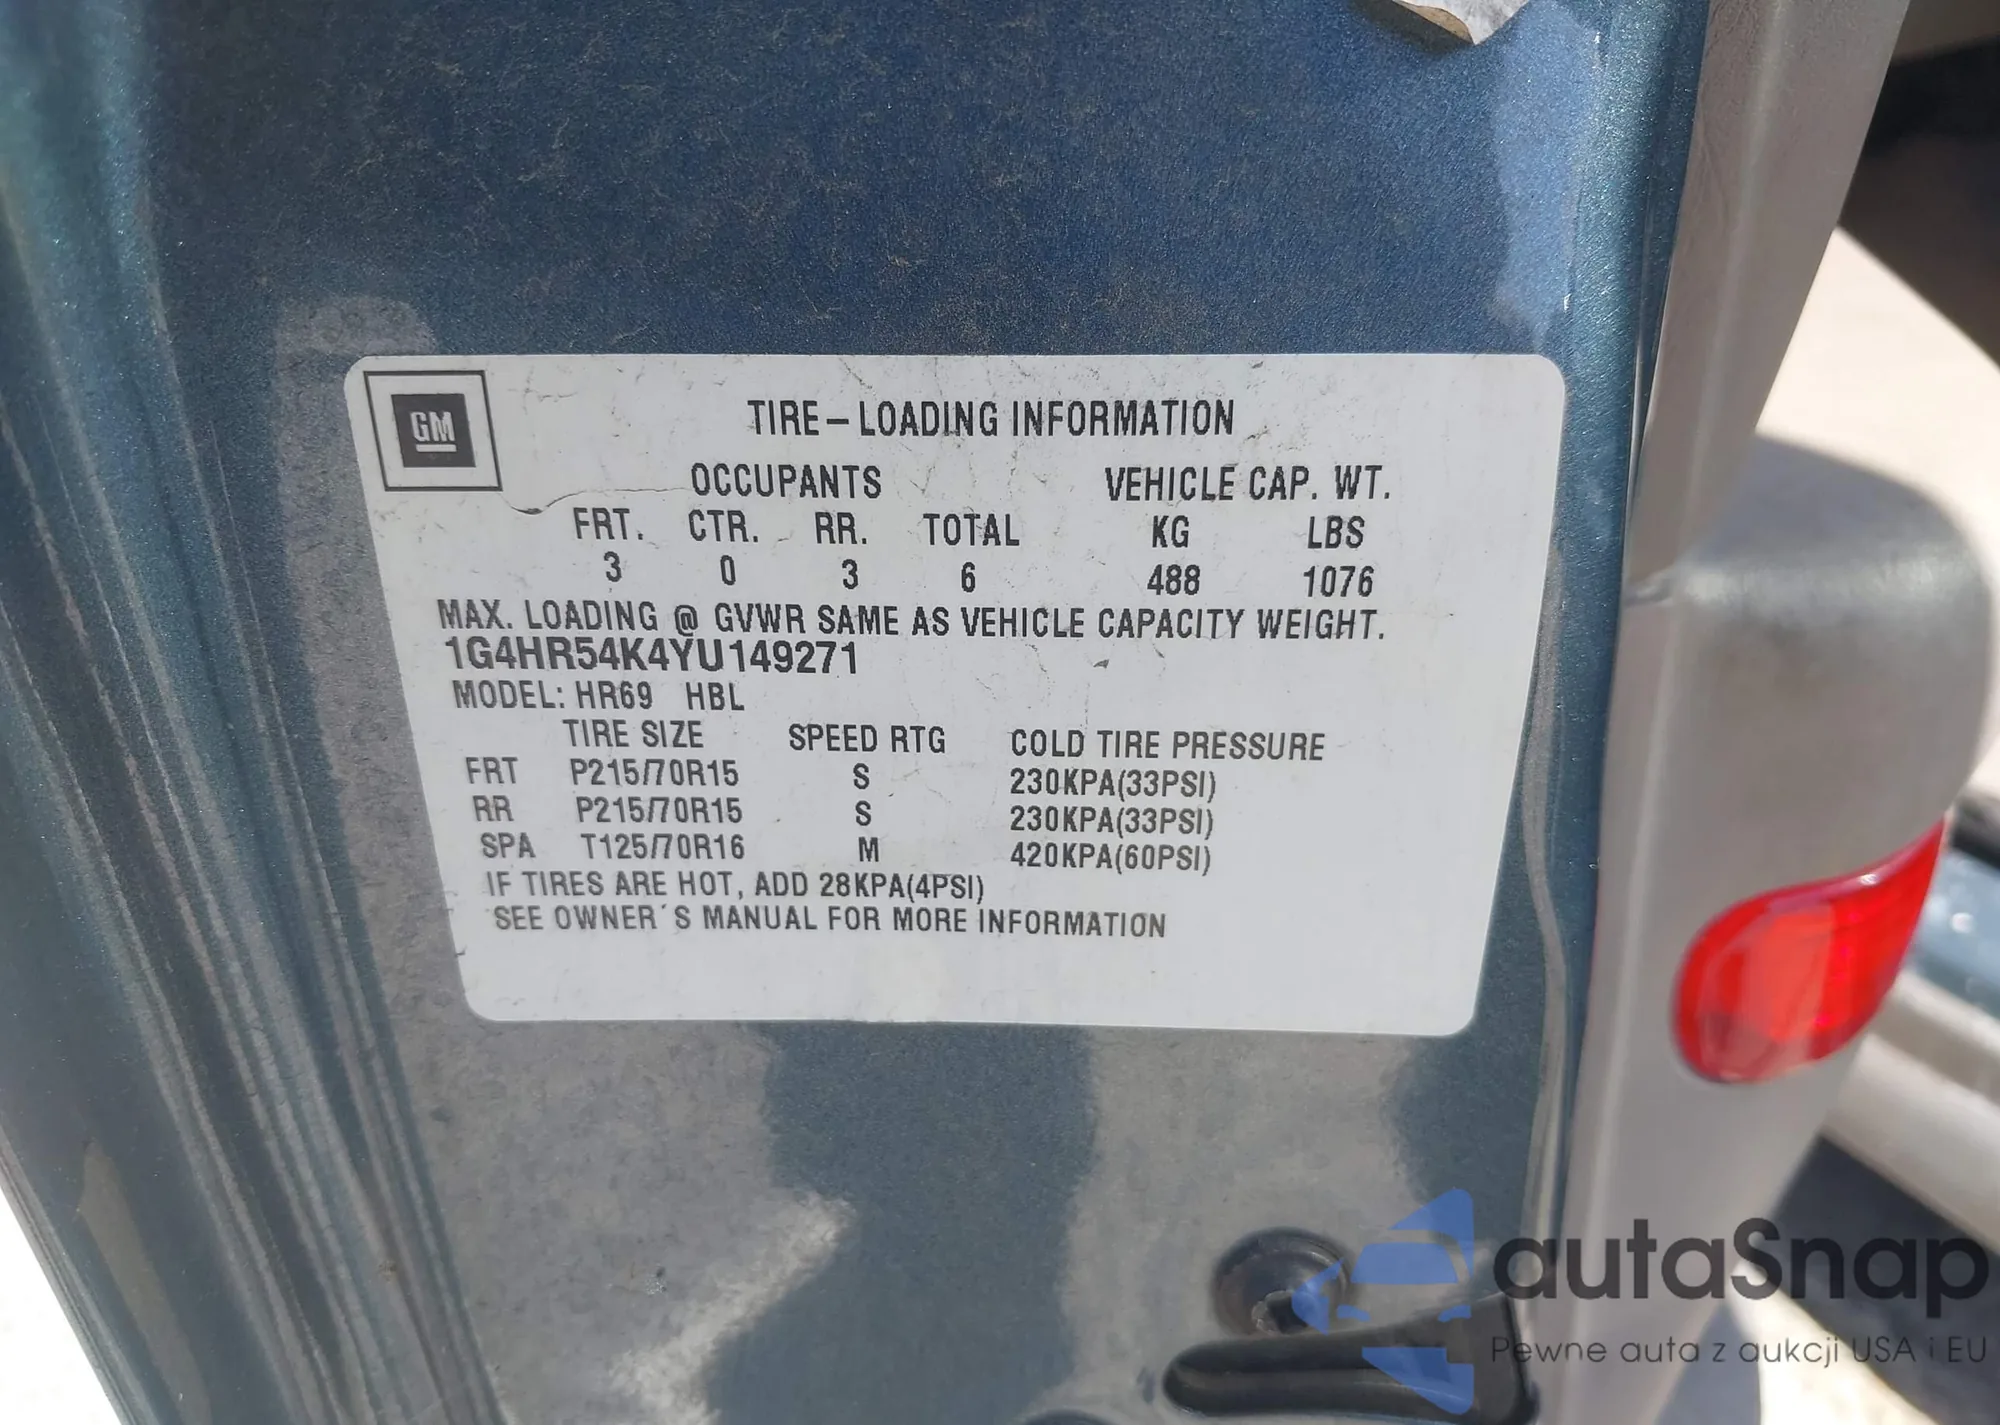 GM
TIRE-LOADING INFORMATION
OCCUPANTS VEHICLE CAP. WT.
FRT. CTR. RR. TOTAL KG LBS
3 0 3 6 488 1076
MAX. LOADING @ GVWR SAME AS VEHICLE CAPACITY WEIGHT.
1G4HR54K4YU149271
MODEL: HR69 HBL
TIRE SIZE SPEED RTG COLD TIRE PRESSURE
FRT P215/70R15 S 230KPA(33PSI)
RR P215/70R15 S 230KPA(33PSI)
SPA T125/70R16 M 420KPA(60PSI)
IF TIRES ARE HOT, ADD 28KPA(4PSI)
SEE OWNER´S MANUAL FOR MORE INFORMATION
autaSnap
Pewne auta z aukcji USA i EU